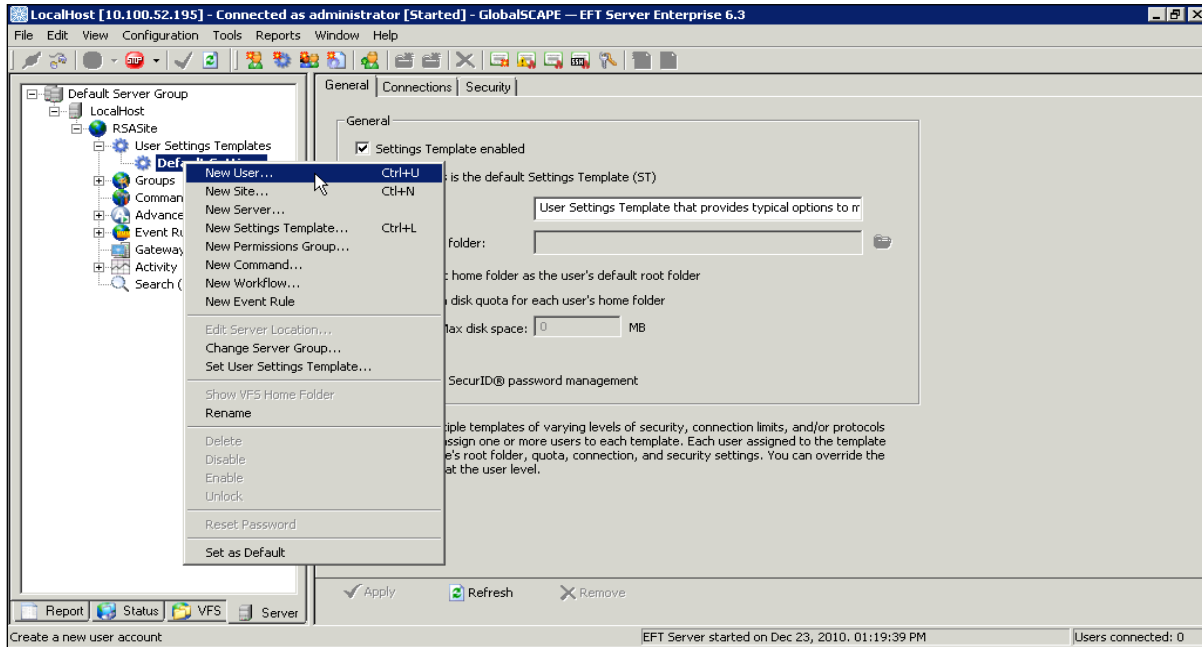 LocalHost [10.100.52.195] - Connected as administrator [Started] - GlobalSCAPE — EFT Server Enterprise 6.3
File Edit View Configuration Tools Reports Window Help
Default Server Group
LocalHost
RSASite
User Settings Templates
Groups
Advance
Gateway
Activity
Search (
New User... Ctrl+U
New Site... Ctl+N
New Server...
New Settings Template... Ctrl+L
New Permissions Group...
New Command...
New Workflow...
New Event Rule
Edit Server Location...
Change Server Group...
Set User Settings Template...
Show VFS Home Folder
Rename
Delete
Disable
Enable
Unlock
Reset Password
Set as Default
General Connections Security
General
Settings Template enabled
is the default Settings Template (ST)
User Settings Template that provides typical options to m
folder:
home folder as the user's default root folder
disk quota for each user's home folder
Max disk space: 0 MB
SecurID® password management
templates of varying levels of security, connection limits, and/or protocols
assign one or more users to each template. Each user assigned to the template
root folder, quota, connection, and security settings. You can override the
at the user level.
Apply Refresh Remove
Report Status VFS Server
Create a new user account EFT Server started on Dec 23, 2010. 01:19:39 PM Users connected: 0